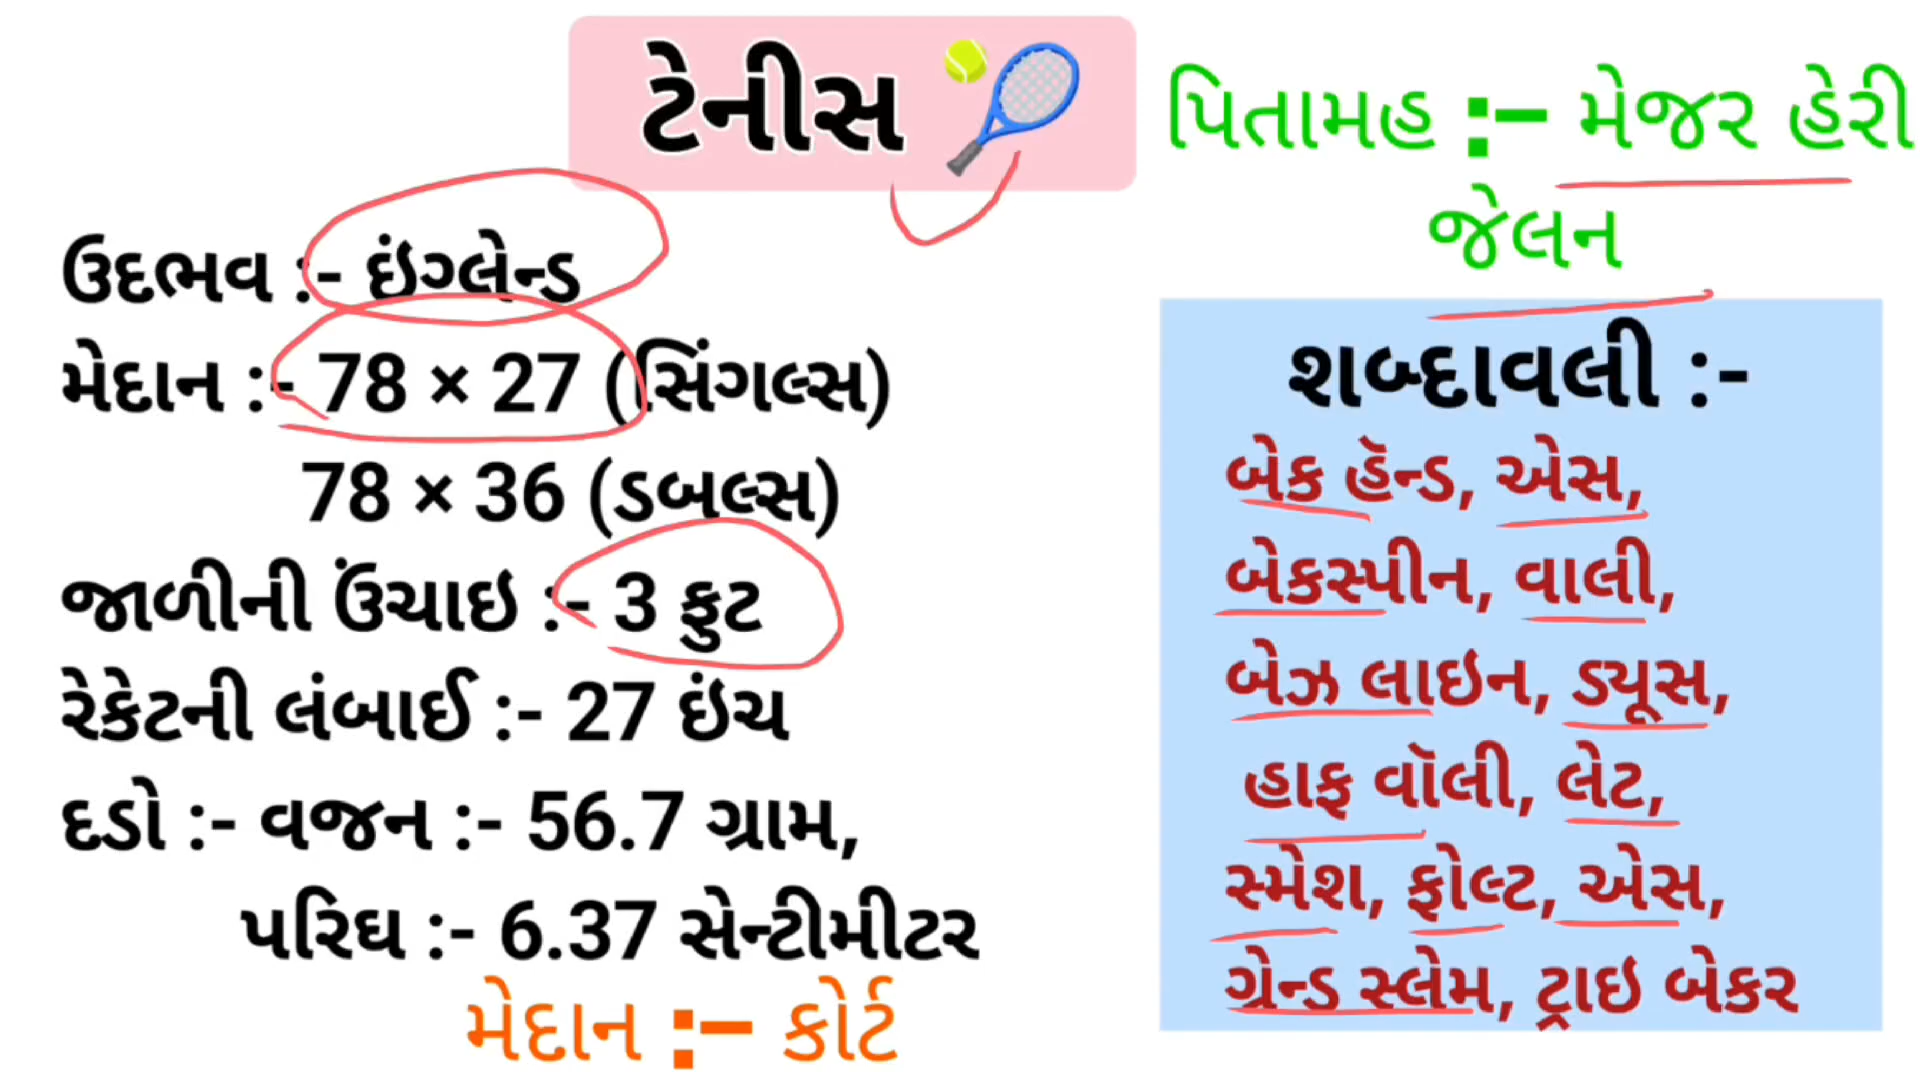 ટેનીસ
પિતામહ :- મેજર હેરી
જેલન
ઉદભવ :- ઇંગ્લેન્ડ
મેદાન :- 78 × 27 (સિંગલ્સ)
78 × 36 (ડબલ્સ)
જાળીની ઉંચાઇ :- 3 ફુટ
રેકેટની લંબાઈ :- 27 ઇંચ
દડો :- વજન :- 56.7 ગ્રામ,
પરિઘ :- 6.37 સેન્ટીમીટર
મેદાન :- કોર્ટ
શબ્દાવલી :-
બેક હૅન્ડ, એસ,
બેકસ્પીન, વાલી,
બેઝ લાઇન, ડ્યૂસ,
હાફ વૉલી, લેટ,
સ્મેશ, ફોલ્ટ, એસ,
ગ્રેન્ડ સ્લેમ, ટ્રાઇ બેકર